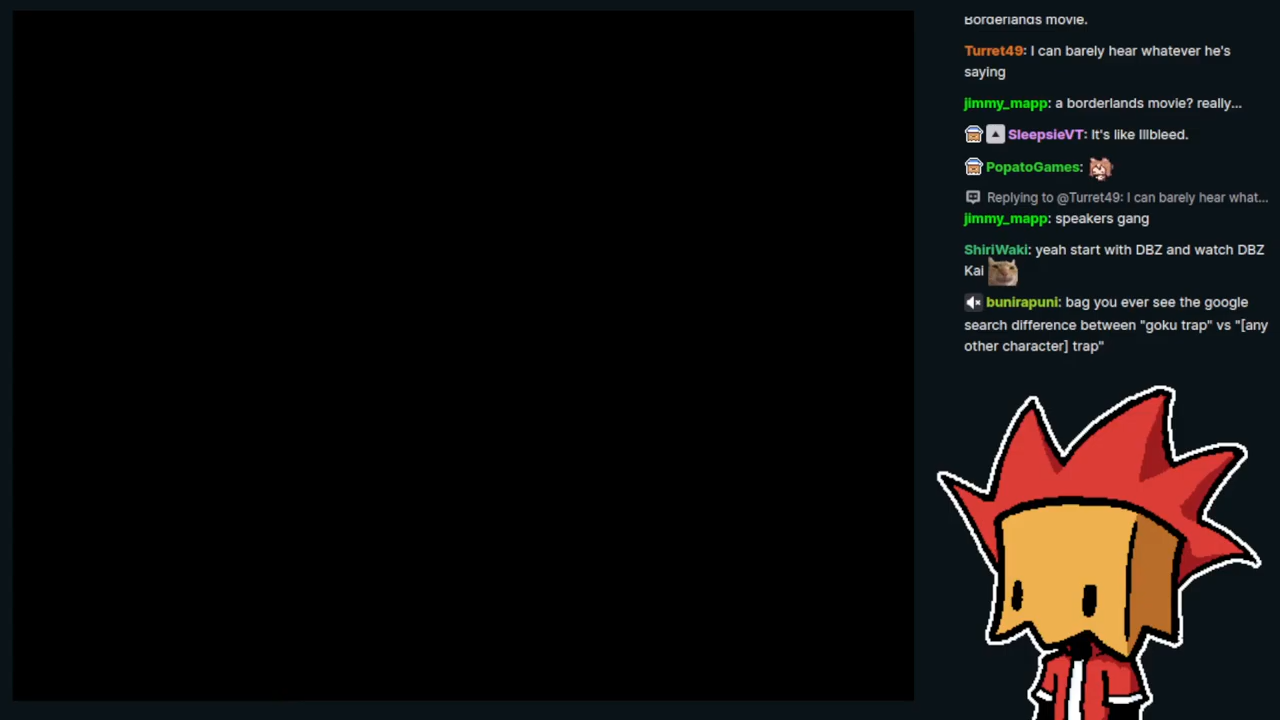 Borderlands movie.
Turret49: I can barely hear whatever he's
saying
jimmy_mapp: a borderlands movie? really...
SleepsieVT: It's like Illbleed.
PopatoGames:
Replying to @Turret49: I can barely hear what...
jimmy_mapp: speakers gang
ShiriWaki: yeah start with DBZ and watch DBZ
Kai
bunirapuni: bag you ever see the google
search difference between "goku trap" vs "[any
other character] trap"